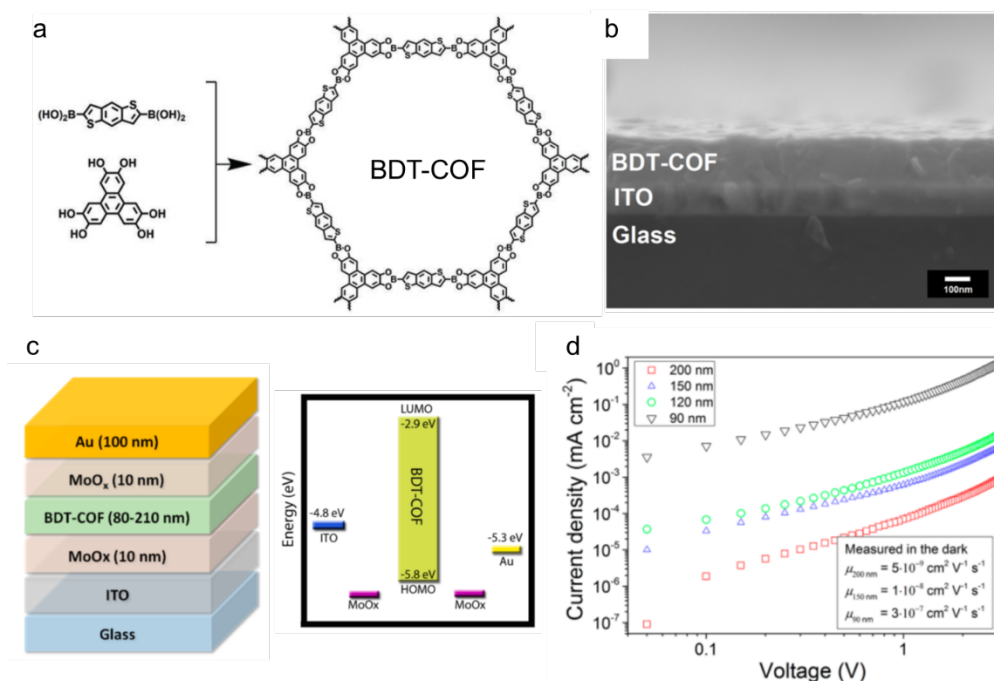 a
(HO)₂B
S
S
B(OH)₂
OH
OH
HO
HO
OH
OH
BDT-COF
b
BDT-COF
ITO
Glass
100nm
c
Au (100 nm)
MoOₓ (10 nm)
BDT-COF (80-210 nm)
MoOx (10 nm)
ITO
Glass
Energy (eV)
LUMO
-2.9 eV
BDT-COF
-5.8 eV
HOMO
-4.8 eV
ITO
-5.3 eV
Au
MoOx
MoOx
d
Current density (mA cm⁻²)
10⁰
10⁻¹
10⁻²
10⁻³
10⁻⁴
10⁻⁵
10⁻⁶
10⁻⁷
200 nm
150 nm
120 nm
90 nm
Measured in the dark
μ₂₀₀ ₙₘ = 5·10⁻⁹ cm² V⁻¹ s⁻¹
μ₁₅₀ ₙₘ = 1·10⁻⁸ cm² V⁻¹ s⁻¹
μ₉₀ ₙₘ = 3·10⁻⁷ cm² V⁻¹ s⁻¹
0.1
1
Voltage (V)